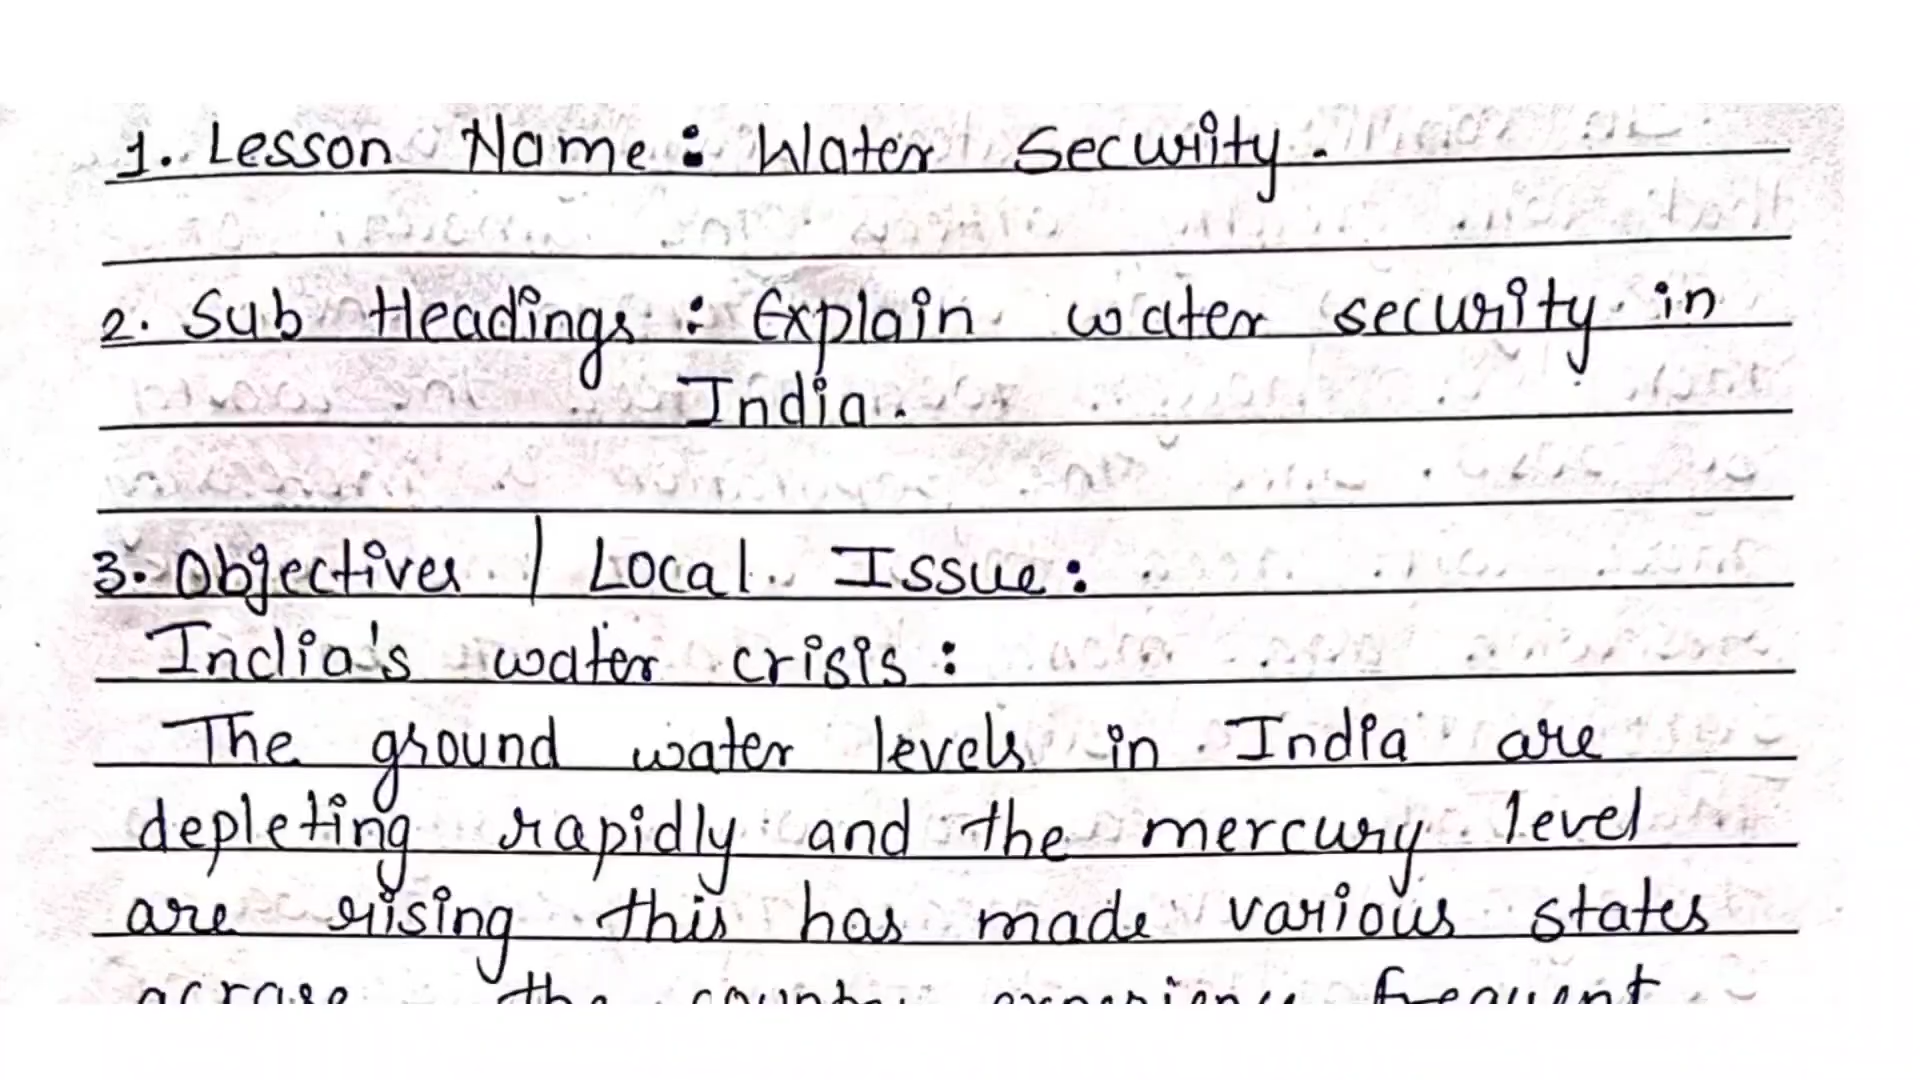 1. Lesson Name : Water Security.
2. Sub Headings : Explain water security in
India.
3. Objectives | Local Issue :
India's water crisis :
The ground water levels in India are
depleting rapidly and the mercury level
are rising this has made various states
the frequent